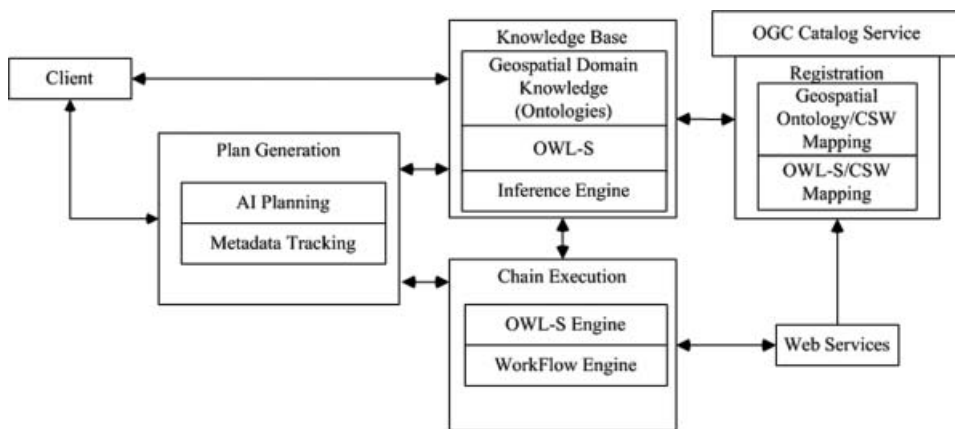 Client
Plan Generation
AI Planning
Metadata Tracking
Knowledge Base
Geospatial Domain
Knowledge
(Ontologies)
OWL-S
Inference Engine
Chain Execution
OWL-S Engine
WorkFlow Engine
OGC Catalog Service
Registration
Geospatial
Ontology/CSW
Mapping
OWL-S/CSW
Mapping
Web Services